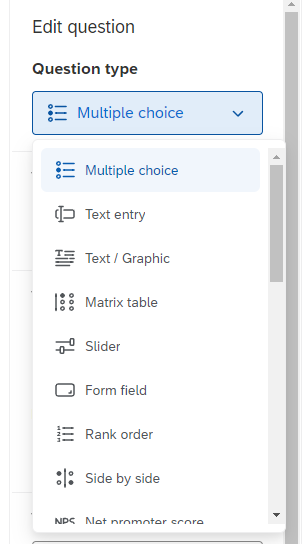 Edit question
Question type
Multiple choice
Multiple choice
Text entry
Text / Graphic
Matrix table
Slider
Form field
Rank order
Side by side
NPS Net promoter score